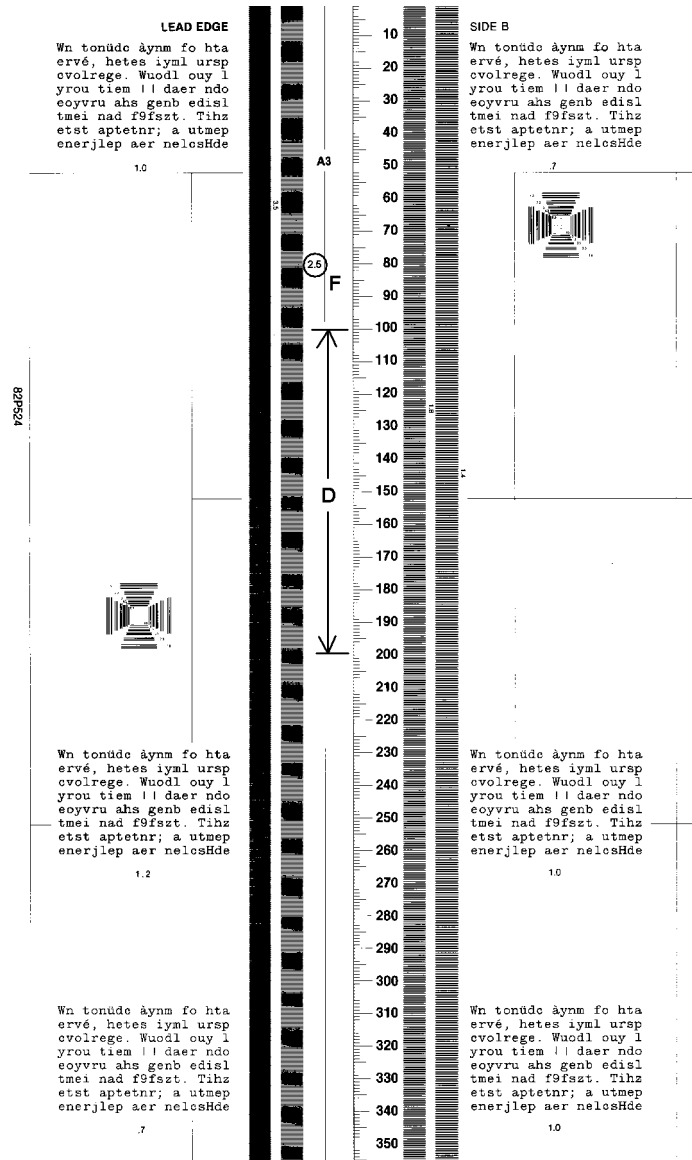 LEAD EDGE
Wn tonüdc àynm fo hta
ervé, hetes iyml ursp
cvolrege. Wuodl ouy l
yrou tiem || daer ndo
eoyvru ahs genb edisl
tmei nad f9fszt. Tihz
etst aptetnr; a utmep
enerjlep aer nelcsHde
1.0
82P524
Wn tonüdc àynm fo hta
ervé, hetes iyml ursp
cvolrege. Wuodl ouy l
yrou tiem || daer ndo
eoyvru ahs genb edisl
tmei nad f9fszt. Tihz
etst aptetnr; a utmep
enerjlep aer nelcsHde
1.2
Wn tonüdc àynm fo hta
ervé, hetes iyml ursp
cvolrege. Wuodl ouy l
yrou tiem || daer ndo
eoyvru ahs genb edisl
tmei nad f9fszt. Tihz
etst aptetnr; a utmep
enerjlep aer nelcsHde
.7
3.5
A3
2.5
F
D
10
20
30
40
50
60
70
80
90
100
110
120
130
140
150
160
170
180
190
200
210
220
230
240
250
260
270
280
290
300
310
320
330
340
350
1.8
1.4
SIDE B
Wn tonüdc àynm fo hta
ervé, hetes iyml ursp
cvolrege. Wuodl ouy l
yrou tiem || daer ndo
eoyvru ahs genb edisl
tmei nad f9fszt. Tihz
etst aptetnr; a utmep
enerjlep aer nelcsHde
.7
Wn tonüdc àynm fo hta
ervé, hetes iyml ursp
cvolrege. Wuodl ouy l
yrou tiem || daer ndo
eoyvru ahs genb edisl
tmei nad f9fszt. Tihz
etst aptetnr; a utmep
enerjlep aer nelcsHde
1.0
Wn tonüdc àynm fo hta
ervé, hetes iyml ursp
cvolrege. Wuodl ouy l
yrou tiem || daer ndo
eoyvru ahs genb edisl
tmei nad f9fszt. Tihz
etst aptetnr; a utmep
enerjlep aer nelcsHde
1.0